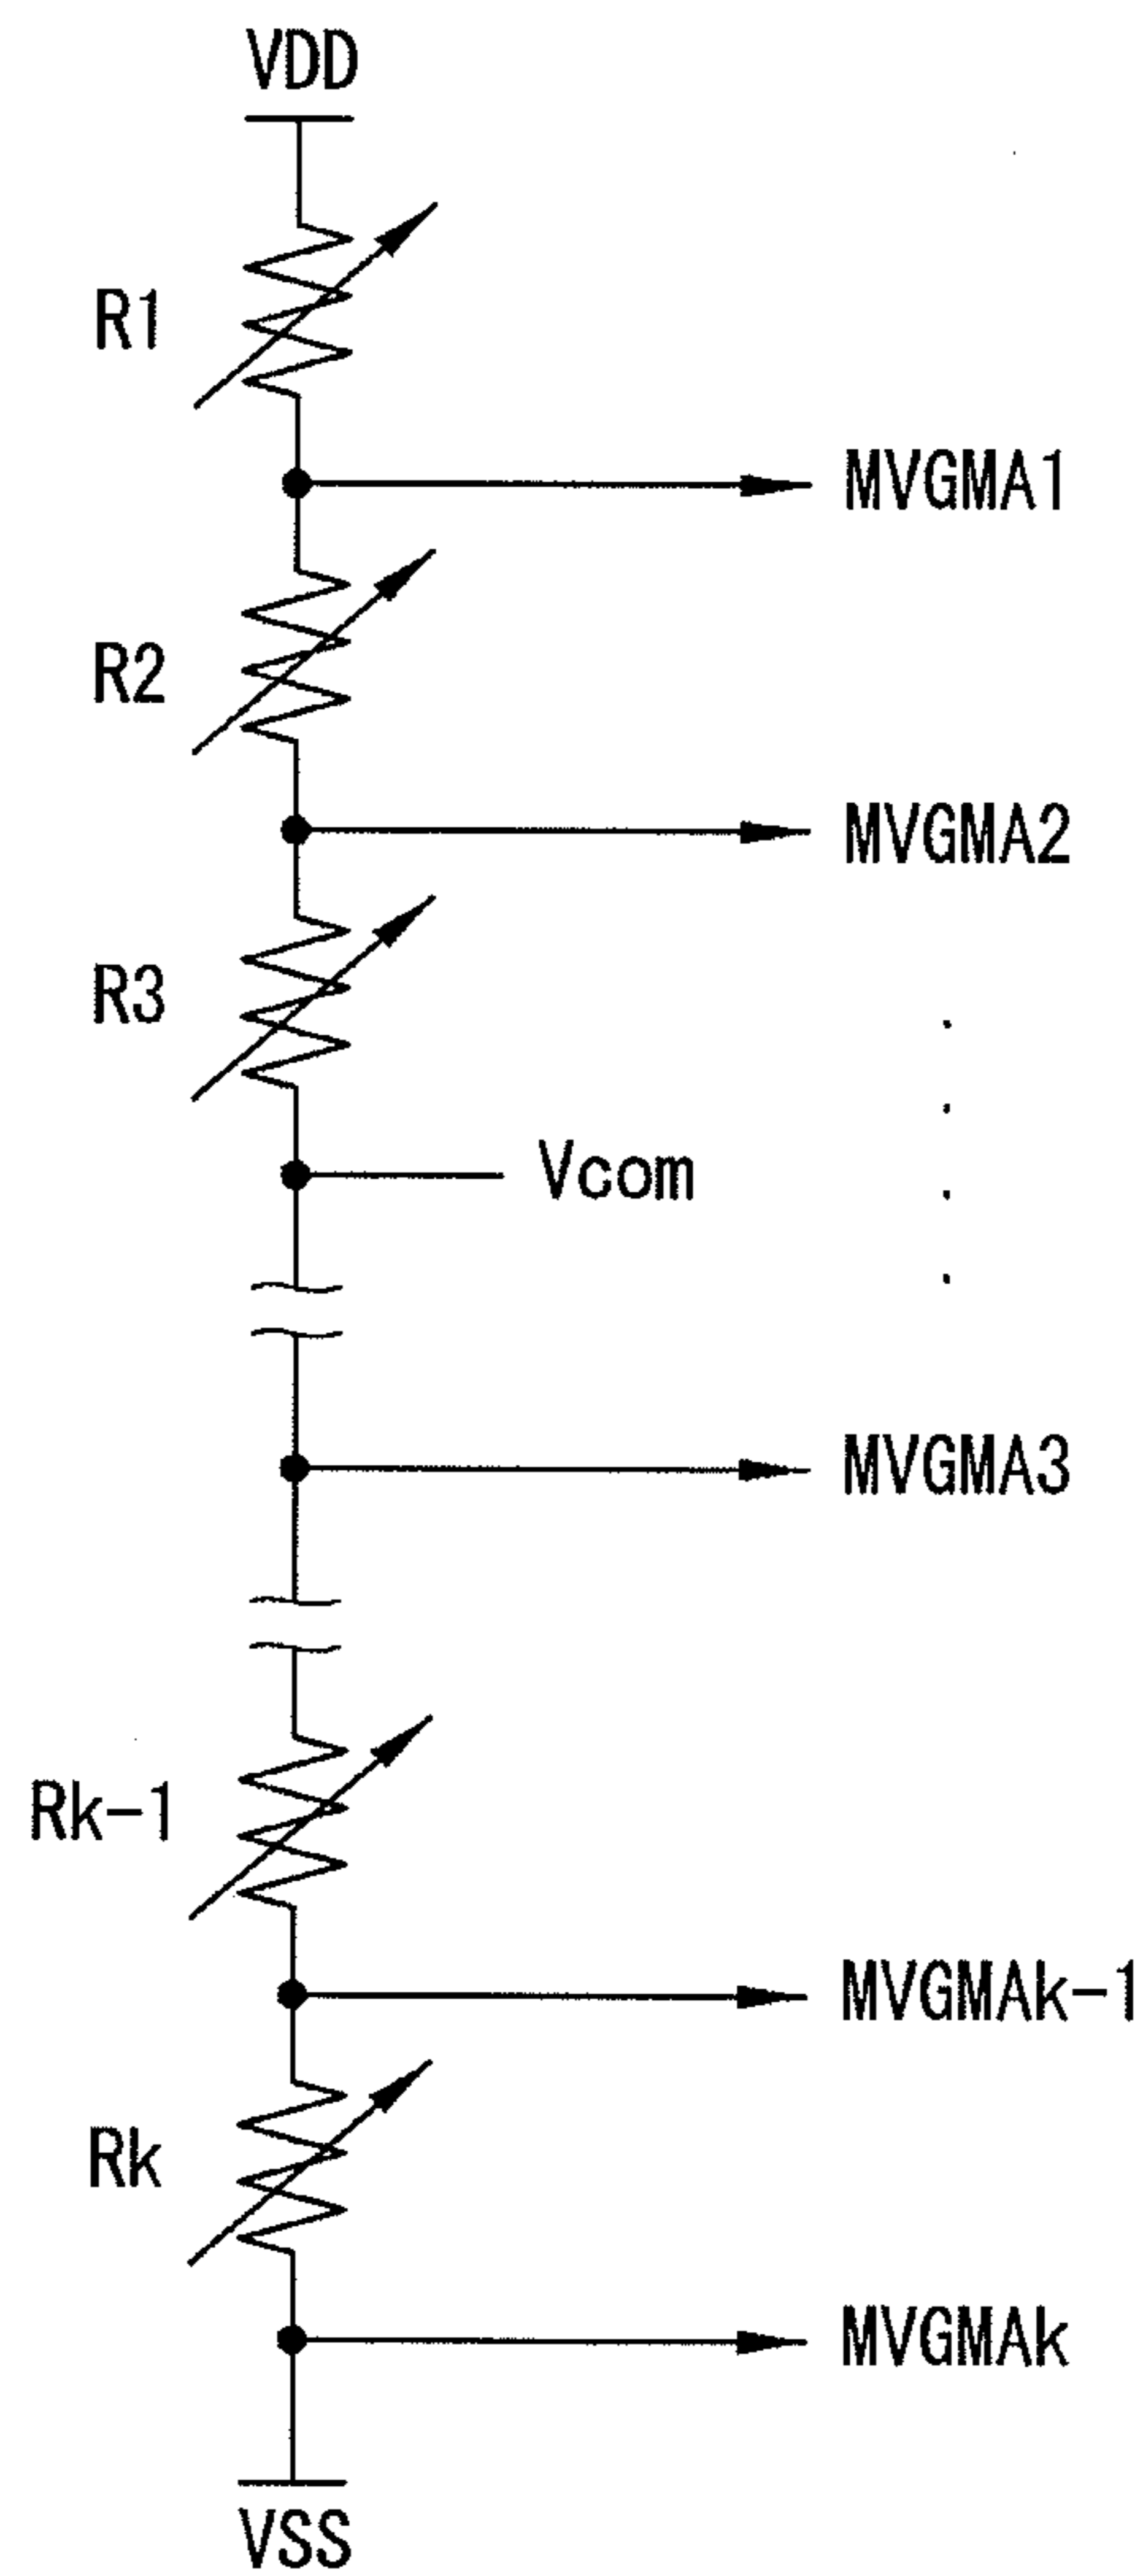 VDD
R1
MVGMA1
R2
MVGMA2
R3
Vcom
MVGMA3
Rk-1
MVGMAk-1
Rk
MVGMAk
VSS